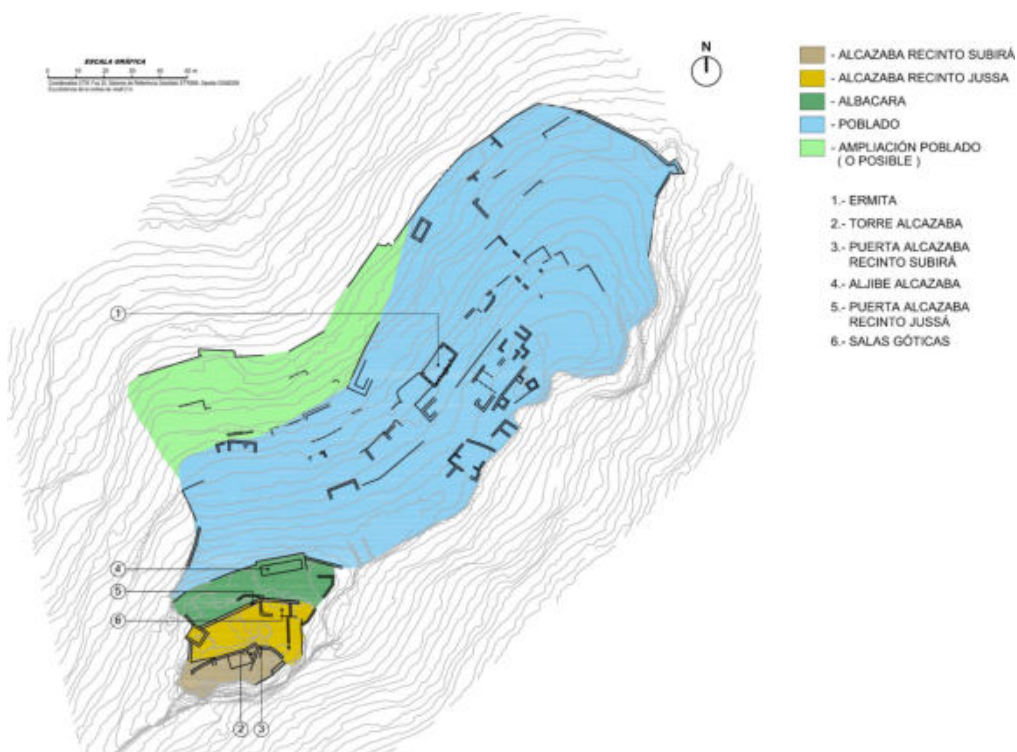 ESCALA GRÁFICA
N
- ALCAZABA RECINTO SUBIRÁ
- ALCAZABA RECINTO JUSSA
- ALBACARA
- POBLADO
- AMPLIACIÓN POBLADO
( O POSIBLE )
1.- ERMITA
2.- TORRE ALCAZABA
3.- PUERTA ALCAZABA
RECINTO SUBIRÁ
4.- ALJIBE ALCAZABA
5.- PUERTA ALCAZABA
RECINTO JUSSÁ
6.- SALAS GÓTICAS
1
4
5
6
2
3